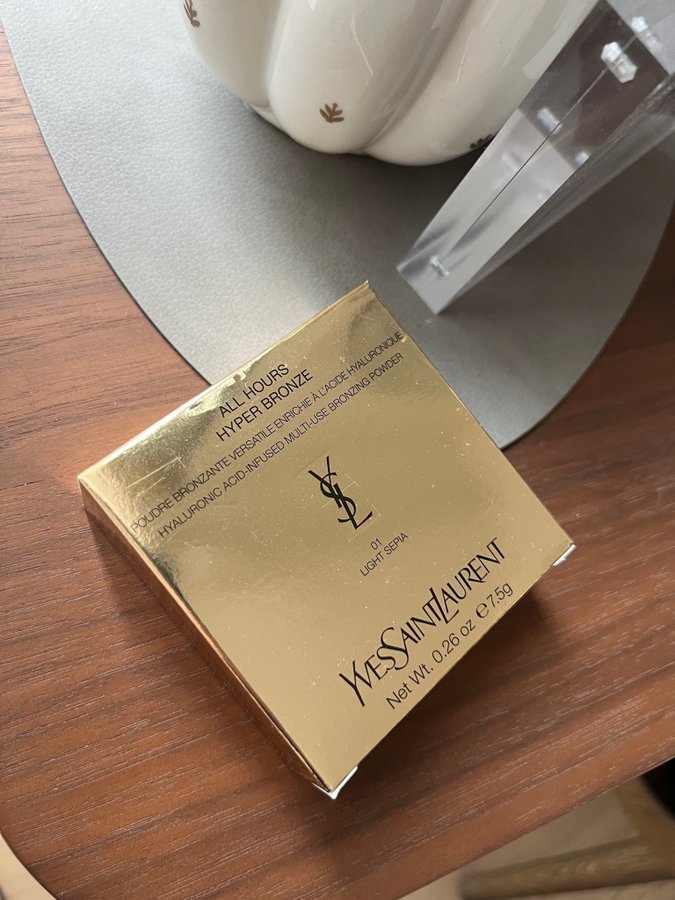 ALL HOURS
HYPER BRONZE
POUDRE BRONZANTE VERSATILE ENRICHIE À L'ACIDE HYALURONIQUE
HYALURONIC ACID-INFUSED MULTI-USE BRONZING POWDER
YSL
01
LIGHT SEPIA
YVESSAINTLAURENT
Net Wt. 0.26 oz ℮ 7.5g